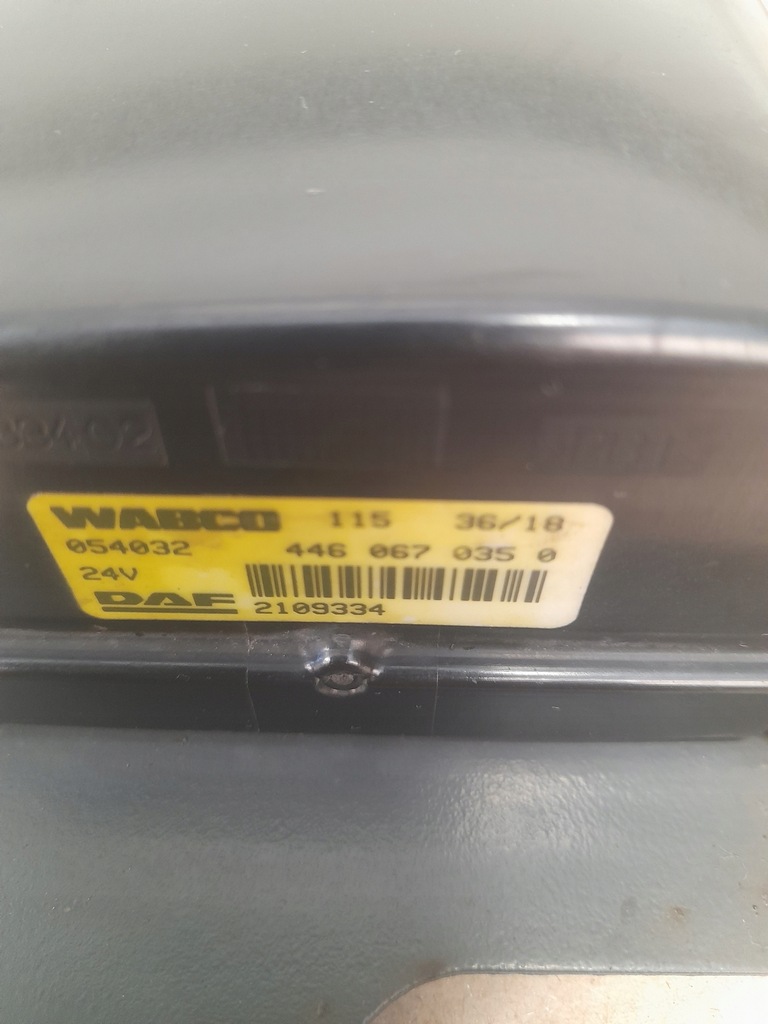 WABCO 115 36/18
054032 446 067 035 0
24V
DAF 2109334